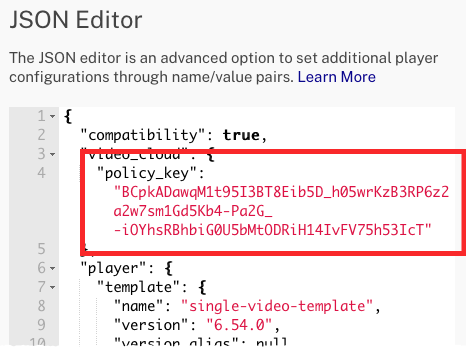 JSON Editor
The JSON editor is an advanced option to set additional player
configurations through name/value pairs. Learn More
1 {
2 "compatibility": true,
3 "video_cloud": {
4 "policy_key":
"BCpkADawqM1t95I3BT8Eib5D_h05wrKzB3RP6z2
a2w7sm1Gd5Kb4-Pa2G_
-iOYhsRBhbiG0U5bMtODRiH14IvFV75h53IcT"
5 },
6 "player": {
7 "template": {
8 "name": "single-video-template",
9 "version": "6.54.0",
10 "version_alias": null